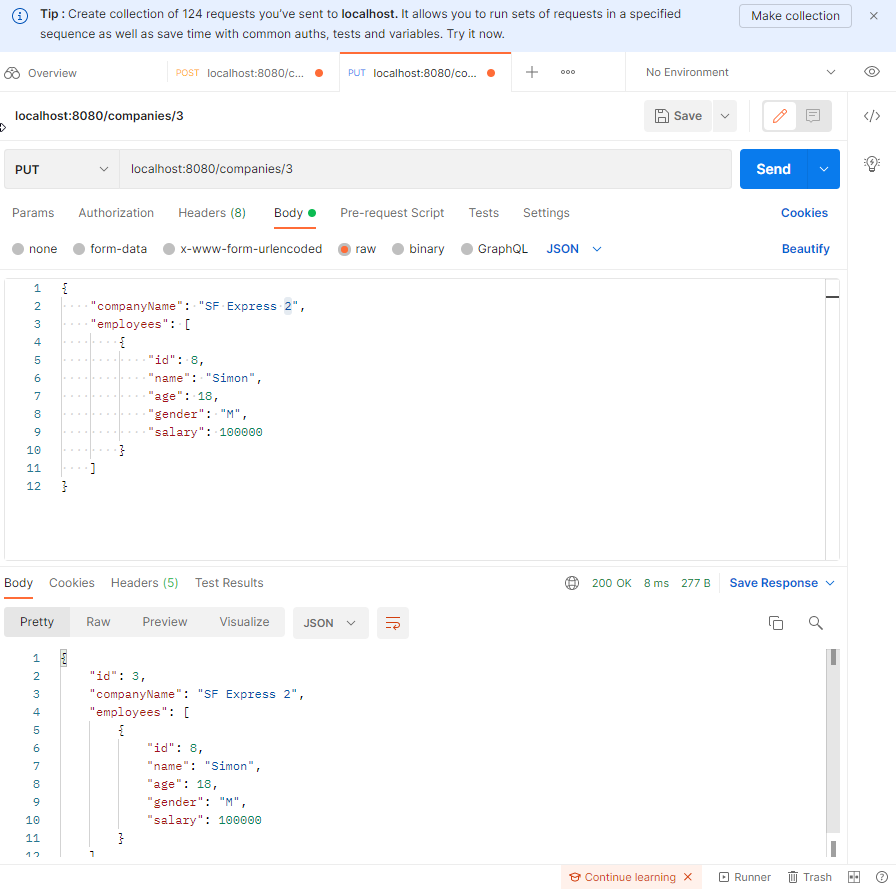 Tip : Create collection of 124 requests you've sent to localhost. It allows you to run sets of requests in a specified
sequence as well as save time with common auths, tests and variables. Try it now.
Make collection
Overview
POST localhost:8080/c...
PUT localhost:8080/co...
No Environment
localhost:8080/companies/3
Save
PUT
localhost:8080/companies/3
Send
Params Authorization Headers (8) Body Pre-request Script Tests Settings Cookies
none form-data x-www-form-urlencoded raw binary GraphQL JSON Beautify
1 {
2 "companyName": "SF Express 2",
3 "employees": [
4 {
5 "id": 8,
6 "name": "Simon",
7 "age": 18,
8 "gender": "M",
9 "salary": 100000
10 }
11 ]
12 }
Body Cookies Headers (5) Test Results 200 OK 8 ms 277 B Save Response
Pretty Raw Preview Visualize JSON
1 {
2 "id": 3,
3 "companyName": "SF Express 2",
4 "employees": [
5 {
6 "id": 8,
7 "name": "Simon",
8 "age": 18,
9 "gender": "M",
10 "salary": 100000
11 }
12 ]
Continue learning Runner Trash